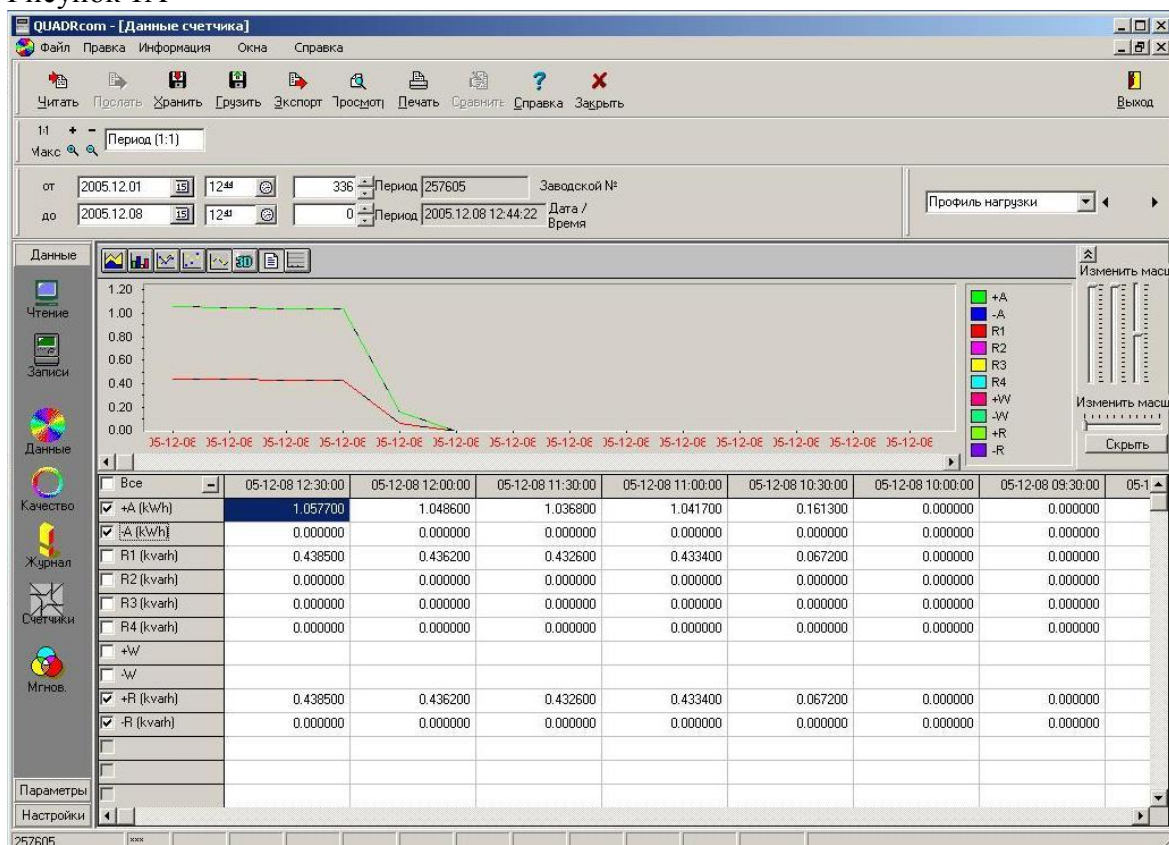 QUADRcom - [Данные счетчика]
Файл Правка Информация Окна Справка
Читать Послать Хранить Грузить Экспорт Просмотр Печать Сравнить Справка Закрыть Выход
1:1 + -
Макс
Период (1:1)
от 2005.12.01 15 12 336 Период 257605 Заводской №
до 2005.12.08 15 12 0 Период 2005.12.08 12:44:22 Дата / Время
Профиль нагрузки
Данные
Чтение
Записи
Данные
Качество
Журнал
Счетчики
Мгнов.
Параметры
Настройки
3D
Изменить масш
1.20
1.00
0.80
0.60
0.40
0.20
0.00
+A
-A
R1
R2
R3
R4
+W
-W
+R
-R
Изменить масш
Скрыть
Все 05-12-08 12:30:00 05-12-08 12:00:00 05-12-08 11:30:00 05-12-08 11:00:00 05-12-08 10:30:00 05-12-08 10:00:00 05-12-08 09:30:00 05-1
+A (kWh) 1.057700 1.048600 1.036800 1.041700 0.161300 0.000000 0.000000
-A (kWh) 0.000000 0.000000 0.000000 0.000000 0.000000 0.000000 0.000000
R1 (kvarh) 0.438500 0.436200 0.432600 0.433400 0.067200 0.000000 0.000000
R2 (kvarh) 0.000000 0.000000 0.000000 0.000000 0.000000 0.000000 0.000000
R3 (kvarh) 0.000000 0.000000 0.000000 0.000000 0.000000 0.000000 0.000000
R4 (kvarh) 0.000000 0.000000 0.000000 0.000000 0.000000 0.000000 0.000000
+W
-W
+R (kvarh) 0.438500 0.436200 0.432600 0.433400 0.067200 0.000000 0.000000
-R (kvarh) 0.000000 0.000000 0.000000 0.000000 0.000000 0.000000 0.000000
257605 xxx